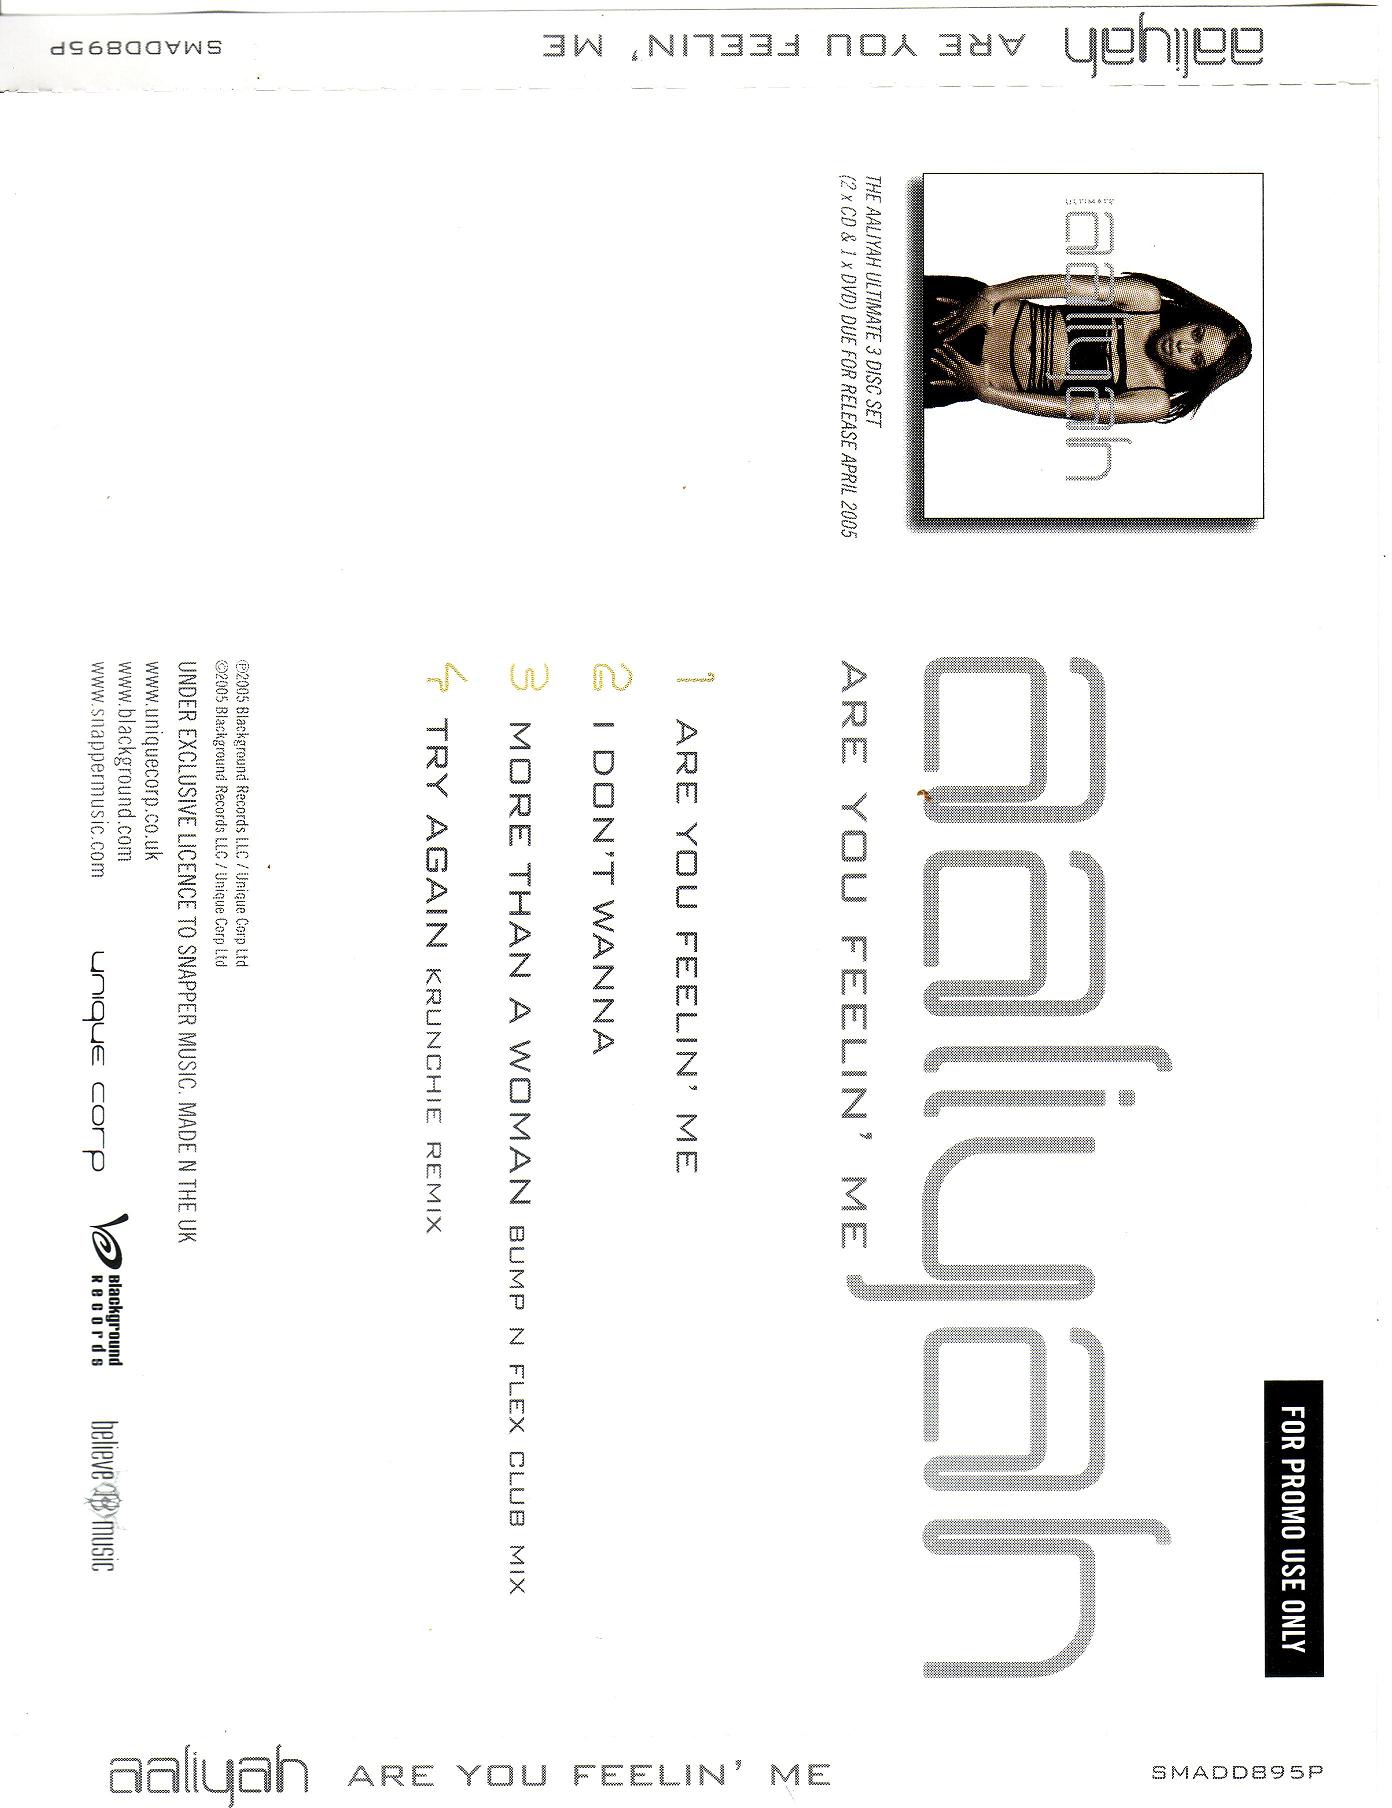 aaliyah ARE YOU FEELIN' ME SMADD895P
FOR PROMO USE ONLY
aaliyah
THE AALIYAH ULTIMATE 3 DISC SET
(2 x CD & 1 x DVD) DUE FOR RELEASE APRIL 2005
aaliyah
ARE YOU FEELIN' ME
1 ARE YOU FEELIN' ME
2 I DON'T WANNA
3 MORE THAN A WOMAN BUMP N FLEX CLUB MIX
4 TRY AGAIN KRUNCHIE REMIX
℗2005 Blackground Records LLC / Unique Corp Ltd
©2005 Blackground Records LLC / Unique Corp Ltd
UNDER EXCLUSIVE LICENCE TO SNAPPER MUSIC. MADE N THE UK
www.uniquecorp.co.uk
www.blackground.com
www.snappermusic.com
unique corp
Blackground
Records
believe music
aaliyah ARE YOU FEELIN' ME SMADD895P